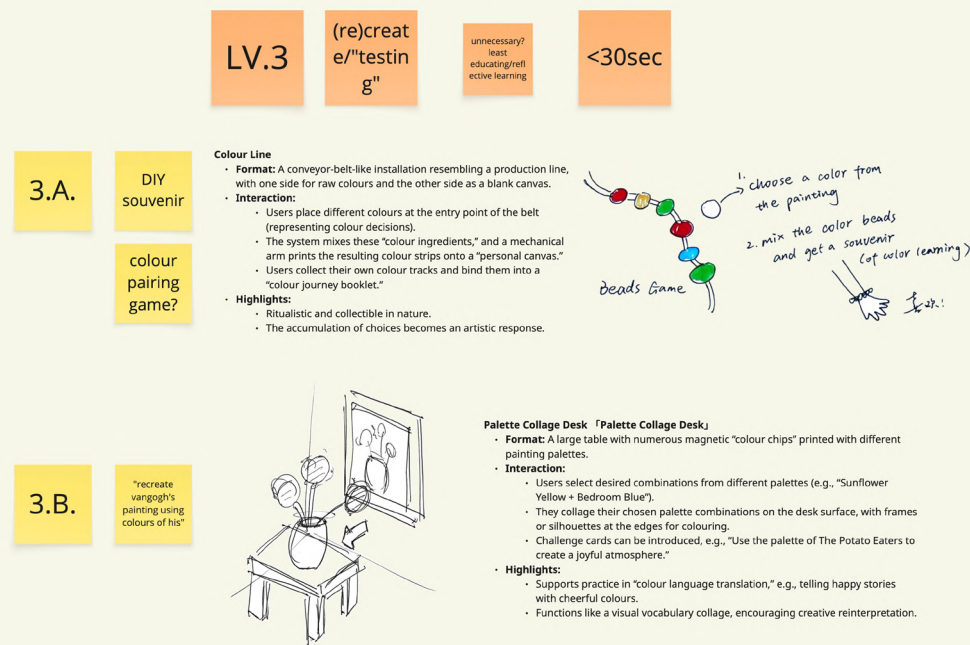 LV.3
(re)creat
e/"testin
g"
unnecessary?
least
educating/refl
ective learning
<30sec
3.A.
DIY
souvenir
colour
pairing
game?
Colour Line
• Format: A conveyor-belt-like installation resembling a production line,
with one side for raw colours and the other side as a blank canvas.
• Interaction:
• Users place different colours at the entry point of the belt
(representing colour decisions).
• The system mixes these “colour ingredients,” and a mechanical
arm prints the resulting colour strips onto a “personal canvas.”
• Users collect their own colour tracks and bind them into a
“colour journey booklet.”
• Highlights:
• Ritualistic and collectible in nature.
• The accumulation of choices becomes an artistic response.
1.
choose a color from
the painting
2. mix the color beads
and get a souvenir
(of color learning)
Beads Game
3.B.
"recreate
vangogh's
painting using
colours of his"
Palette Collage Desk 「Palette Collage Desk」
• Format: A large table with numerous magnetic “colour chips” printed with different
painting palettes.
• Interaction:
• Users select desired combinations from different palettes (e.g., “Sunflower
Yellow + Bedroom Blue”).
• They collage their chosen palette combinations on the desk surface, with frames
or silhouettes at the edges for colouring.
• Challenge cards can be introduced, e.g., “Use the palette of The Potato Eaters to
create a joyful atmosphere.”
• Highlights:
• Supports practice in “colour language translation,” e.g., telling happy stories
with cheerful colours.
• Functions like a visual vocabulary collage, encouraging creative reinterpretation.